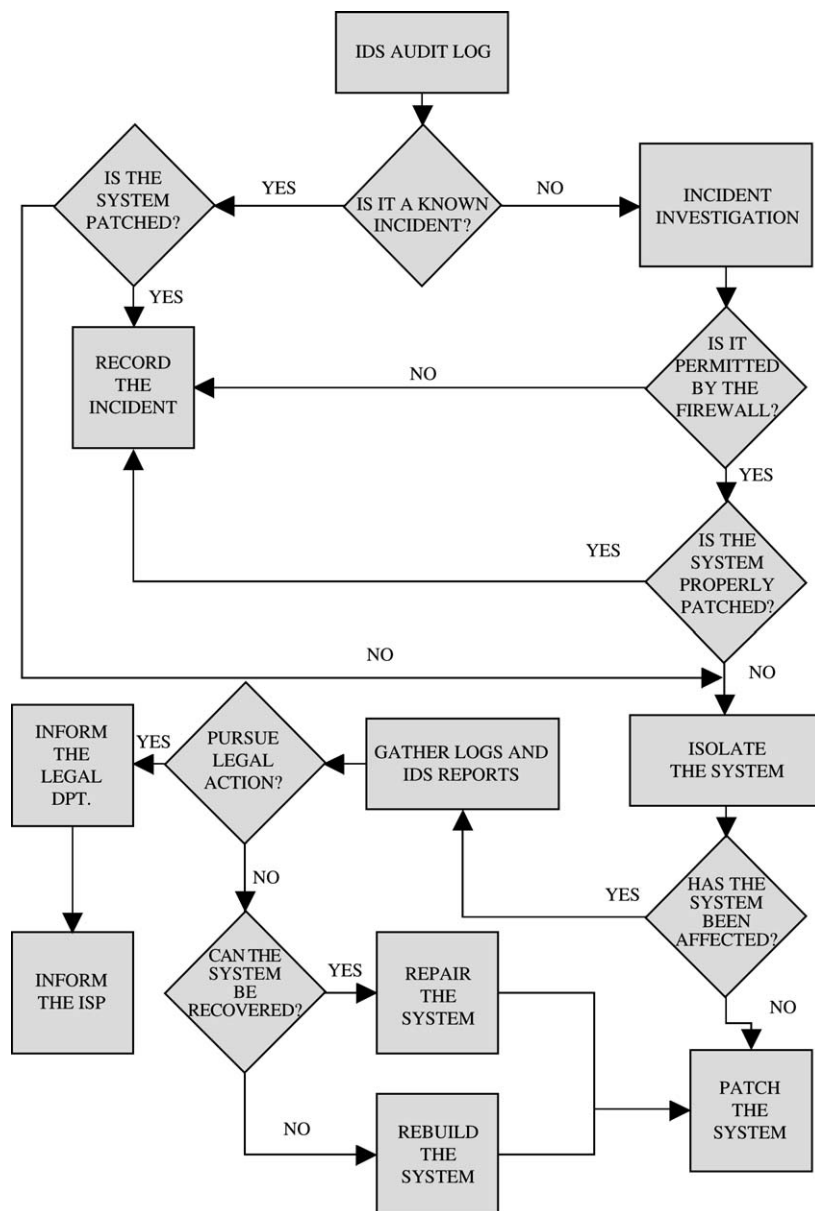 IDS AUDIT LOG
IS THE
SYSTEM
PATCHED?
YES
IS IT A KNOWN
INCIDENT?
NO
INCIDENT
INVESTIGATION
YES
RECORD
THE
INCIDENT
NO
IS IT
PERMITTED
BY THE
FIREWALL?
YES
YES
IS THE
SYSTEM
PROPERLY
PATCHED?
NO
NO
INFORM
THE
LEGAL
DPT.
YES
PURSUE
LEGAL
ACTION?
GATHER LOGS AND
IDS REPORTS
ISOLATE
THE SYSTEM
NO
YES
HAS THE
SYSTEM
BEEN
AFFECTED?
INFORM
THE ISP
CAN THE
SYSTEM
BE
RECOVERED?
YES
REPAIR
THE
SYSTEM
NO
PATCH
THE
SYSTEM
NO
REBUILD
THE
SYSTEM